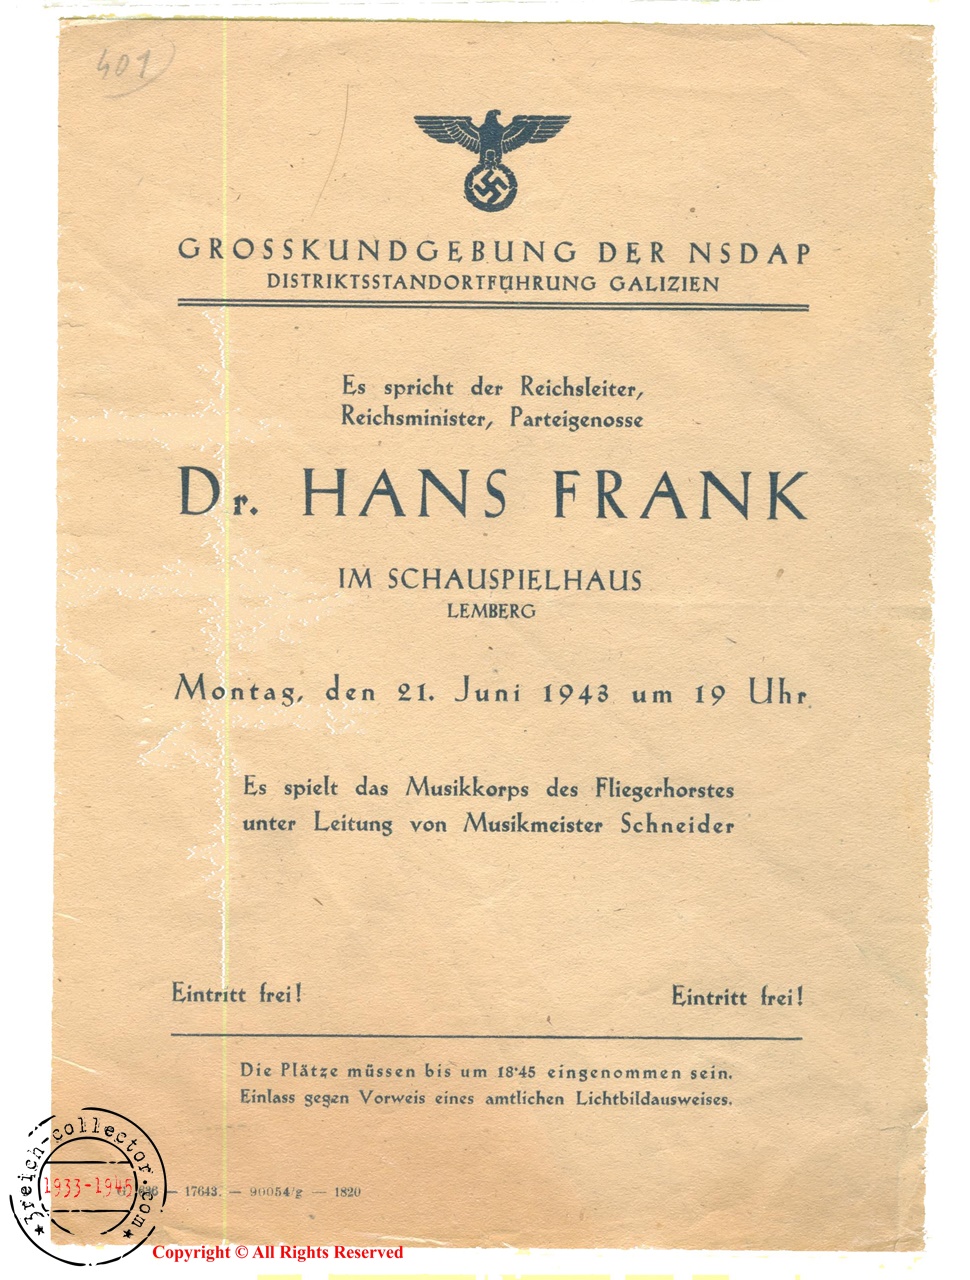 401
GROSSKUNDGEBUNG DER NSDAP
DISTRIKTSSTANDORTFÜHRUNG GALIZIEN
Es spricht der Reichsleiter,
Reichsminister, Parteigenosse
Dr. HANS FRANK
IM SCHAUSPIELHAUS
LEMBERG
Montag, den 21. Juni 1943 um 19 Uhr
Es spielt das Musikkorps des Fliegerhorstes
unter Leitung von Musikmeister Schneider
Eintritt frei! Eintritt frei!
Die Plätze müssen bis um 18·45 eingenommen sein.
Einlass gegen Vorweis eines amtlichen Lichtbildausweises.
3reich-collector.com
1933-1945
— 17643. — 90054/g — 1820
Copyright © All Rights Reserved